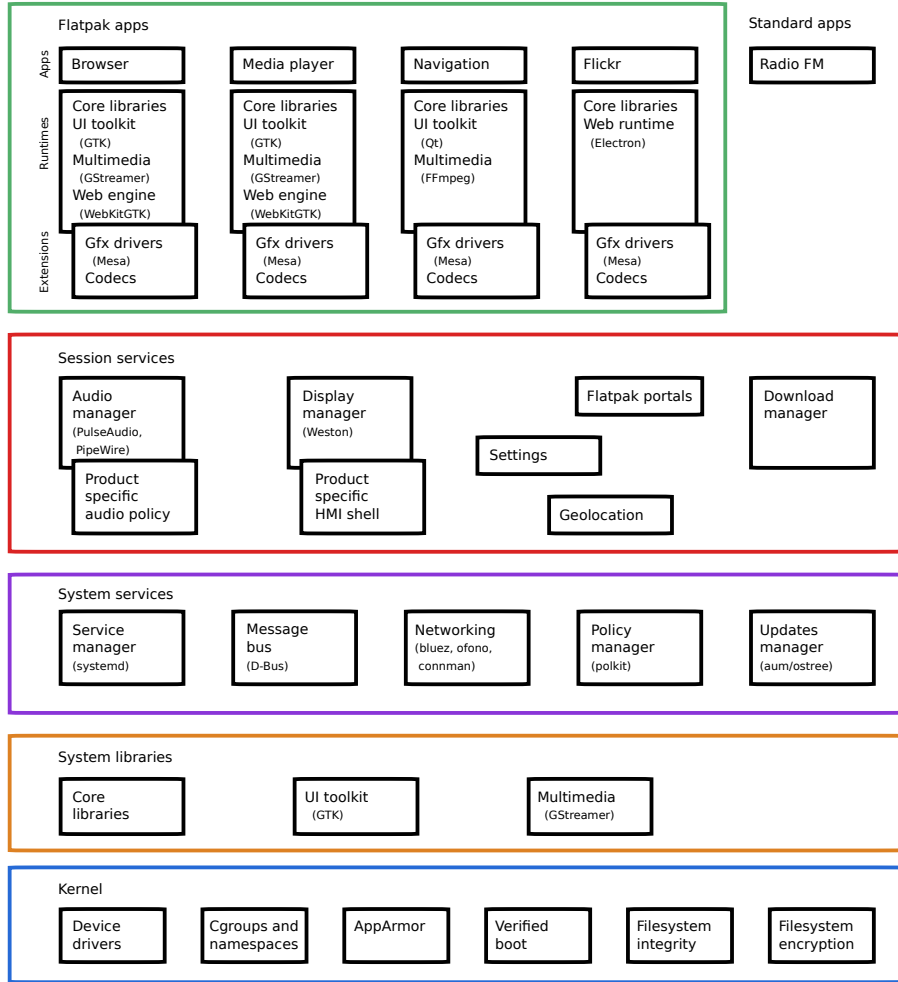 Flatpak apps
Standard apps
Apps
Browser
Media player
Navigation
Flickr
Radio FM
Runtimes
Core libraries
UI toolkit
(GTK)
Multimedia
(GStreamer)
Web engine
(WebKitGTK)
Core libraries
UI toolkit
(GTK)
Multimedia
(GStreamer)
Web engine
(WebKitGTK)
Core libraries
UI toolkit
(Qt)
Multimedia
(FFmpeg)
Core libraries
Web runtime
(Electron)
Extensions
Gfx drivers
(Mesa)
Codecs
Gfx drivers
(Mesa)
Codecs
Gfx drivers
(Mesa)
Codecs
Gfx drivers
(Mesa)
Codecs
Session services
Audio
manager
(PulseAudio,
PipeWire)
Product
specific
audio policy
Display
manager
(Weston)
Product
specific
HMI shell
Flatpak portals
Settings
Geolocation
Download
manager
System services
Service
manager
(systemd)
Message
bus
(D-Bus)
Networking
(bluez, ofono,
connnman)
Policy
manager
(polkit)
Updates
manager
(aum/ostree)
System libraries
Core
libraries
UI toolkit
(GTK)
Multimedia
(GStreamer)
Kernel
Device
drivers
Cgroups and
namespaces
AppArmor
Verified
boot
Filesystem
integrity
Filesystem
encryption